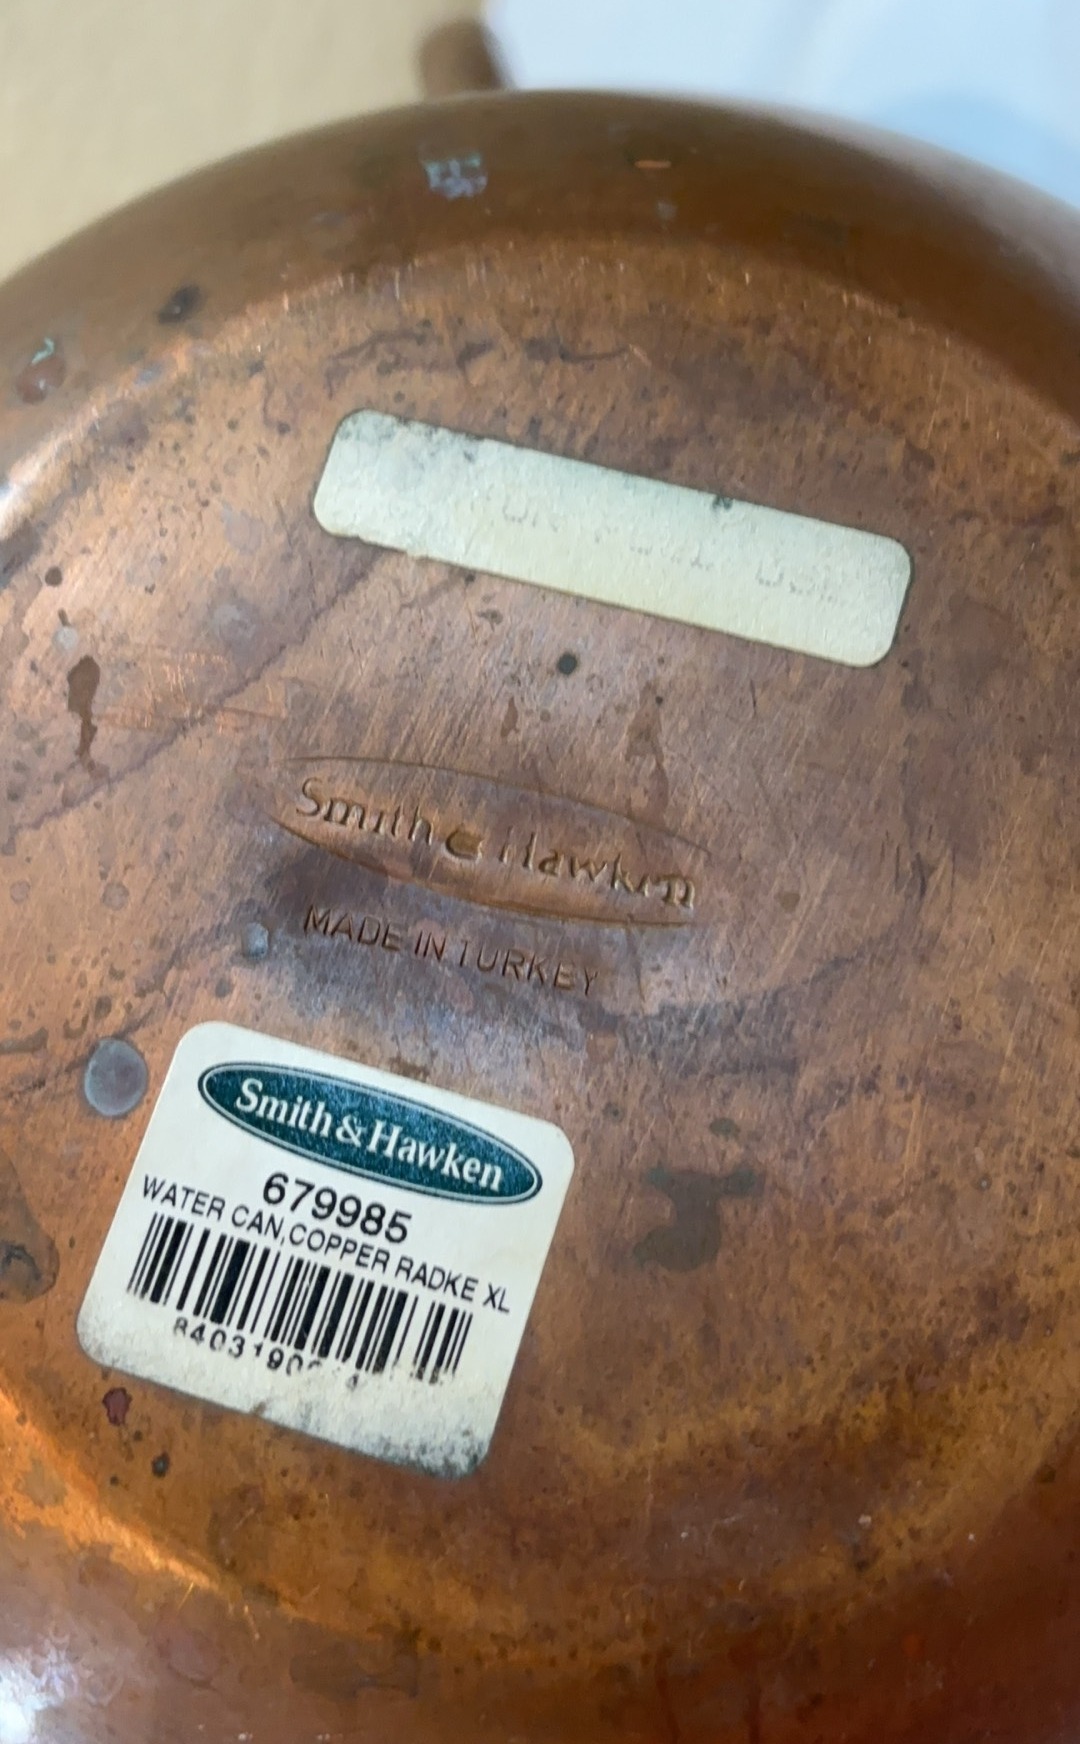 Smith & Hawken
MADE IN TURKEY
Smith & Hawken
679985
WATER CAN,COPPER RADKE XL